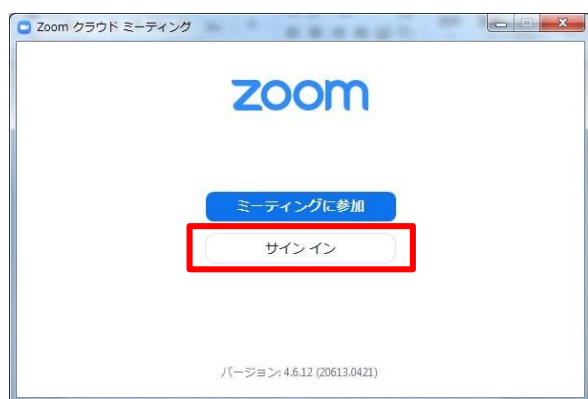 Zoom クラウド ミーティング
zoom
ミーティングに参加
サイン イン
バージョン: 4.6.12 (20613.0421)